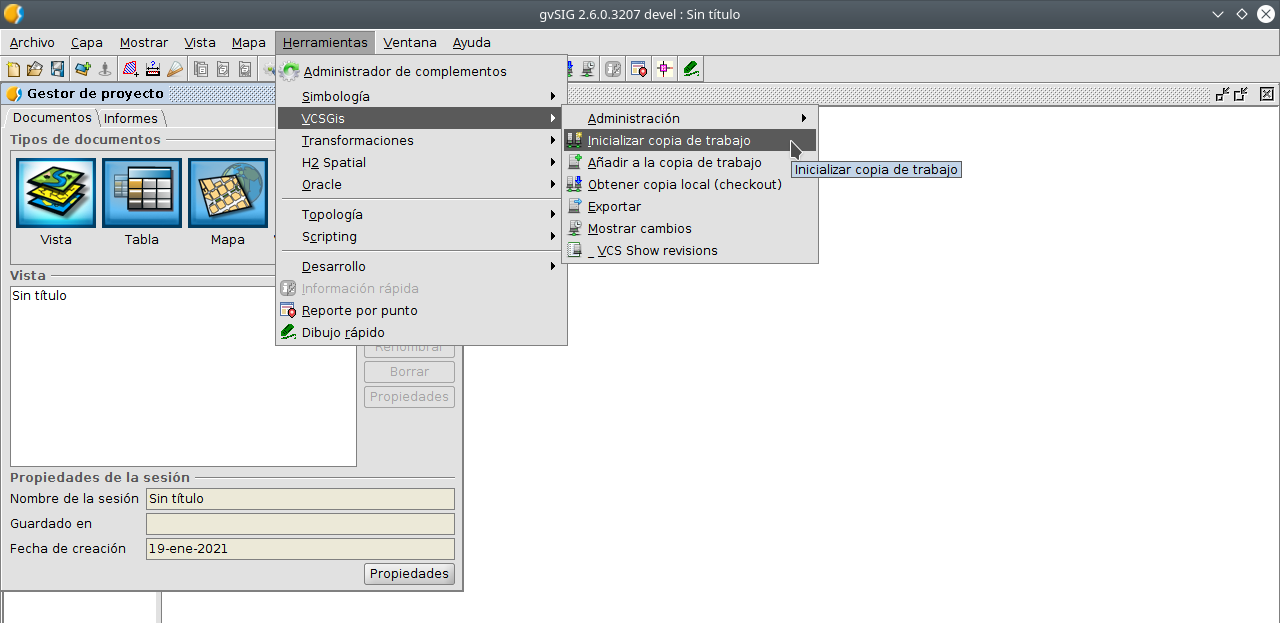 gvSIG 2.6.0.3207 devel : Sin título
Archivo Capa Mostrar Vista Mapa Herramientas Ventana Ayuda
Gestor de proyecto
Documentos Informes
Tipos de documentos
Vista Tabla Mapa
Vista
Sin título
Renombrar
Borrar
Propiedades
Propiedades de la sesión
Nombre de la sesión Sin título
Guardado en
Fecha de creación 19-ene-2021
Propiedades
Administrador de complementos
Simbología
VCSGis
Transformaciones
H2 Spatial
Oracle
Topología
Scripting
Desarrollo
Información rápida
Reporte por punto
Dibujo rápido
Administración
Inicializar copia de trabajo
Añadir a la copia de trabajo
Obtener copia local (checkout)
Exportar
Mostrar cambios
_VCS Show revisions
Inicializar copia de trabajo